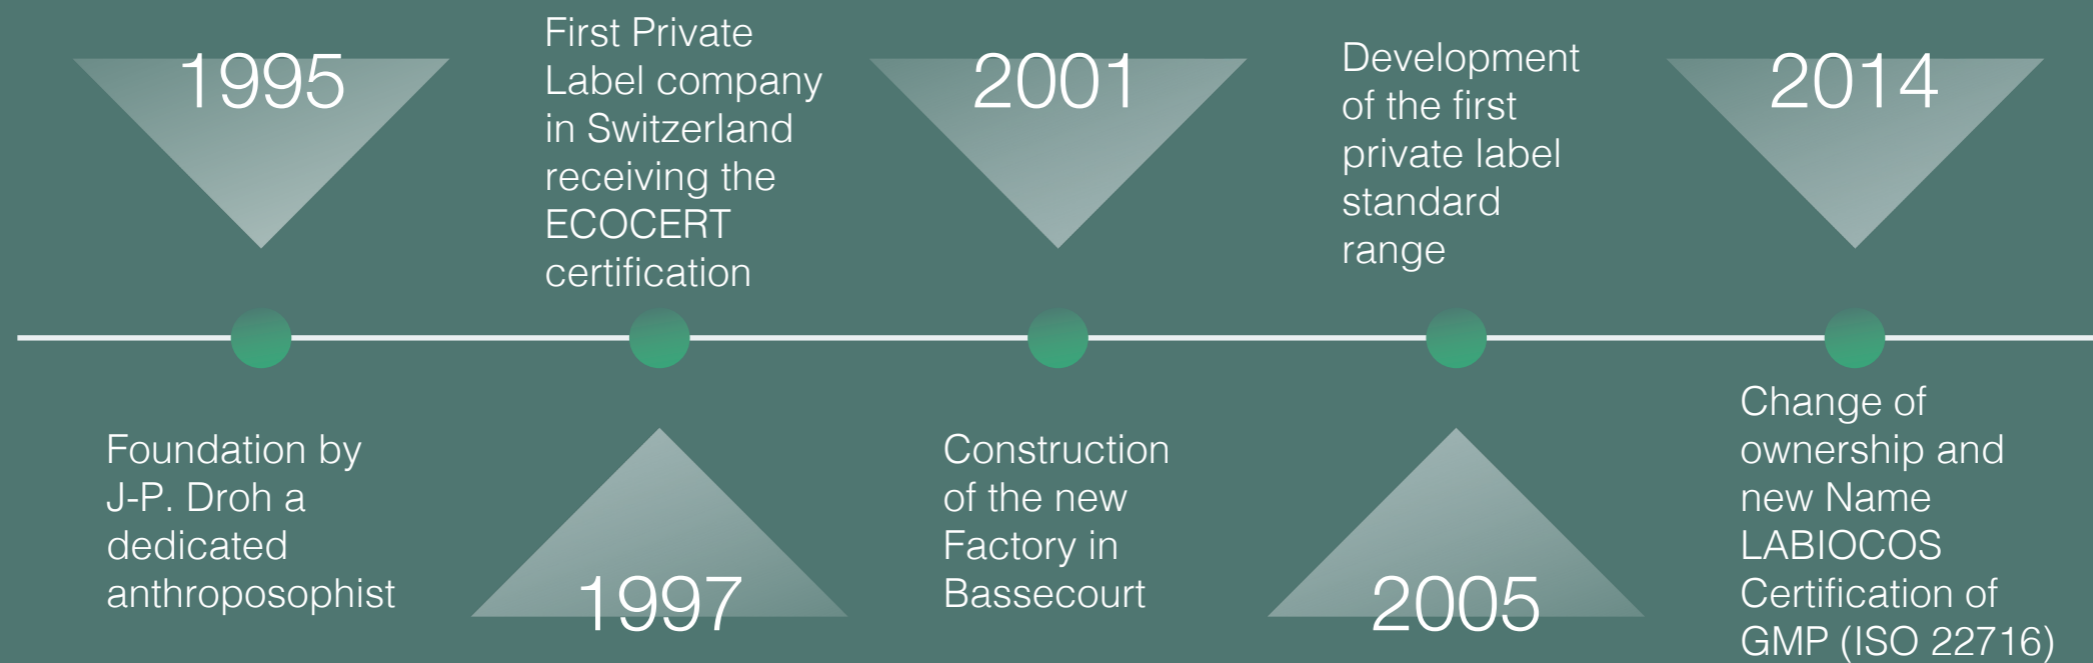 1995
Foundation by
J-P. Droh a
dedicated
anthroposophist
First Private
Label company
in Switzerland
receiving the
ECOCERT
certification
1997
2001
Construction
of the new
Factory in
Bassecourt
Development
of the first
private label
standard
range
2005
2014
Change of
ownership and
new Name
LABIOCOS
Certification of
GMP (ISO 22716)